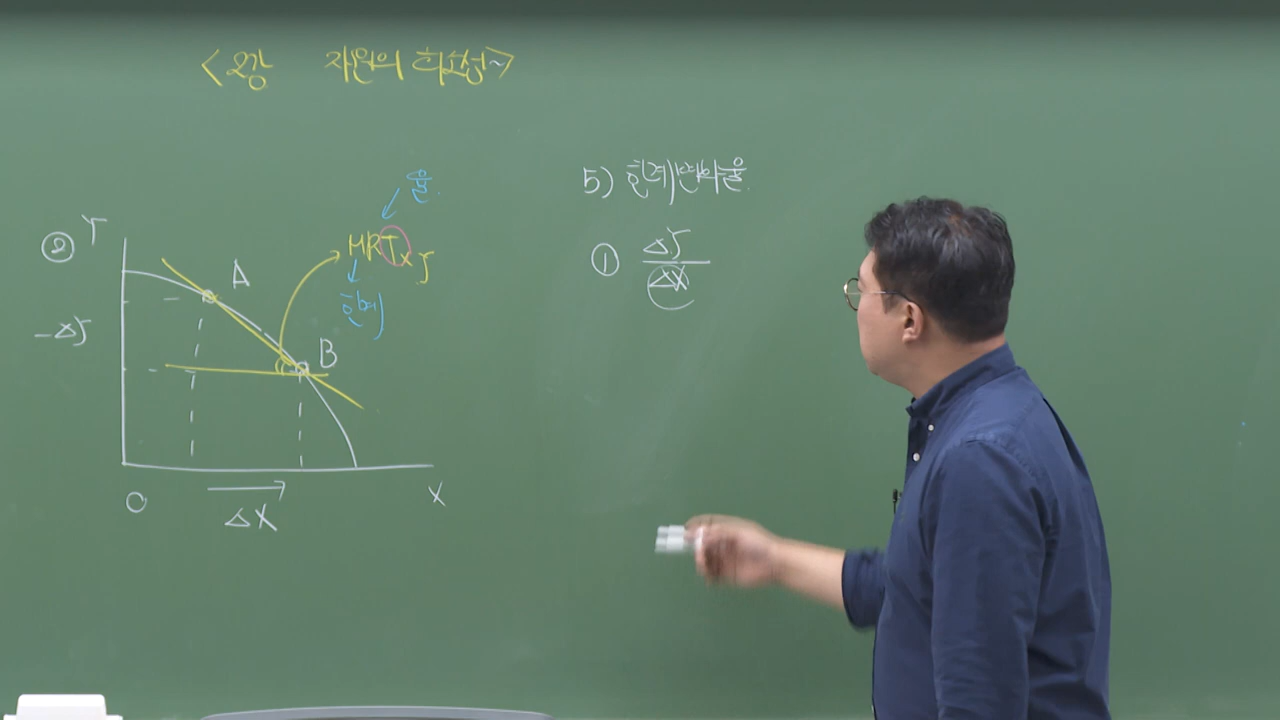 <2강 자원의 희소성~>
② Y
율
MRTxy
한계
A
B
-ΔY
O
ΔX
X
5) 한계변화율
① ΔY
ΔX